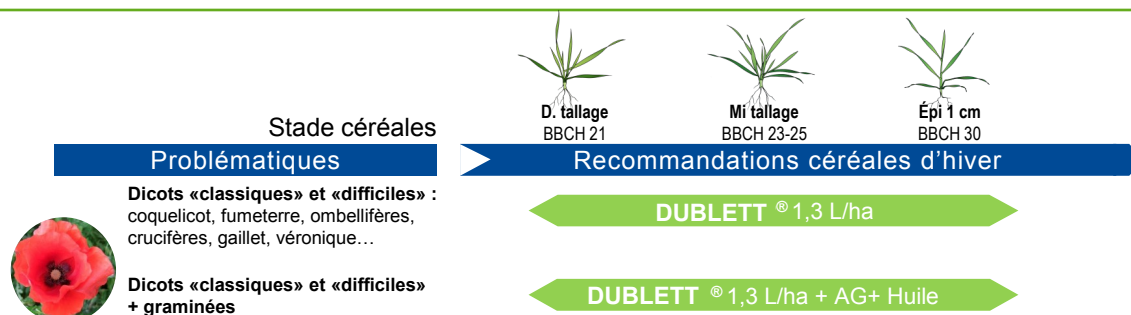 D. tallage
BBCH 21
Mi tallage
BBCH 23-25
Épi 1 cm
BBCH 30
Stade céréales
Problématiques
Recommandations céréales d’hiver
Dicots «classiques» et «difficiles» :
coquelicot, fumeterre, ombellifères,
crucifères, gaillet, véronique…
DUBLETT ® 1,3 L/ha
Dicots «classiques» et «difficiles»
+ graminées
DUBLETT ® 1,3 L/ha + AG+ Huile